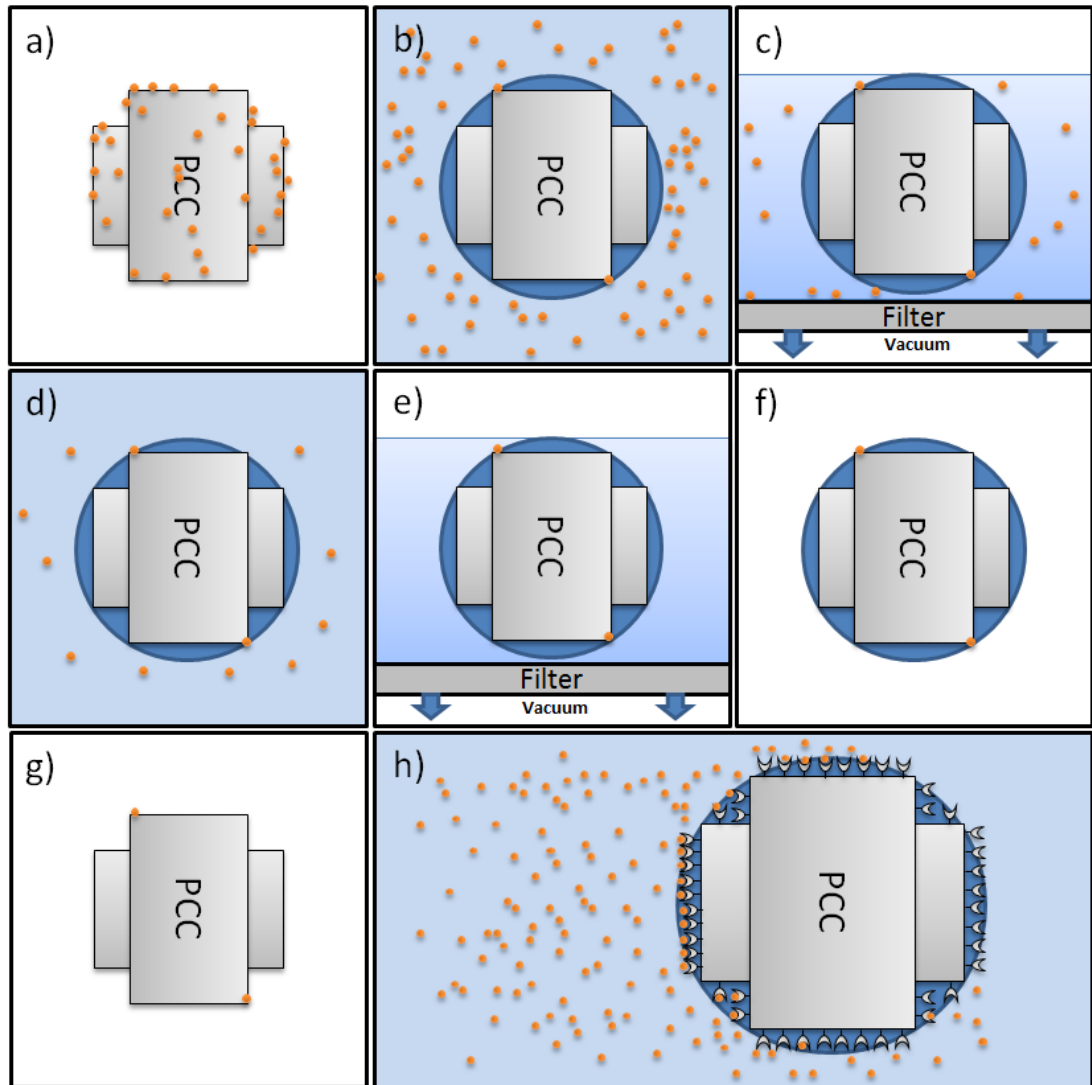 a)
PCC
b)
PCC
c)
PCC
Filter
Vacuum
d)
PCC
e)
PCC
Filter
Vacuum
f)
PCC
g)
PCC
h)
PCC